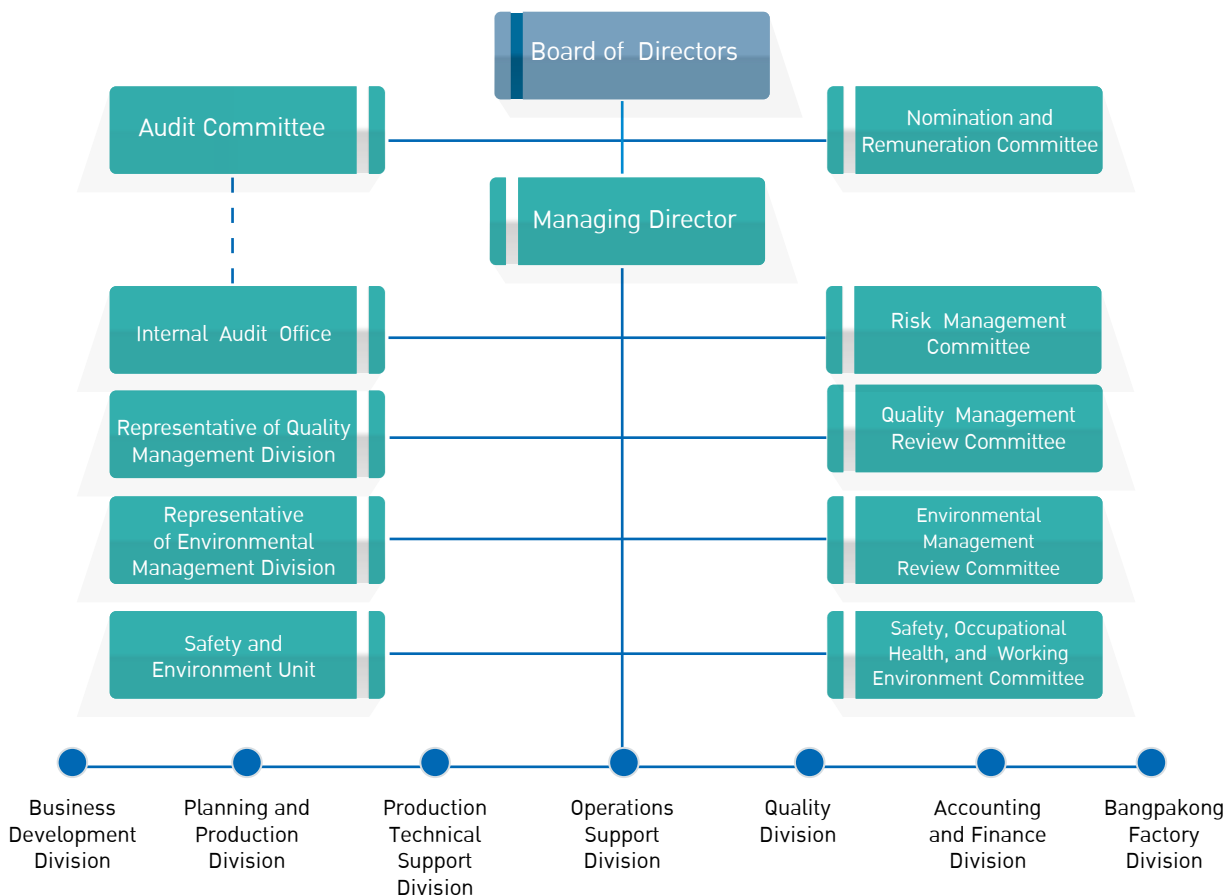 Board of Directors
Audit Committee
Nomination and
Remuneration Committee
Managing Director
Internal Audit Office
Risk Management
Committee
Representative of Quality
Management Division
Quality Management
Review Committee
Representative
of Environmental
Management Division
Environmental
Management
Review Committee
Safety and
Environment Unit
Safety, Occupational
Health, and Working
Environment Committee
Business
Development
Division
Planning and
Production
Division
Production
Technical
Support
Division
Operations
Support
Division
Quality
Division
Accounting
and Finance
Division
Bangpakong
Factory
Division